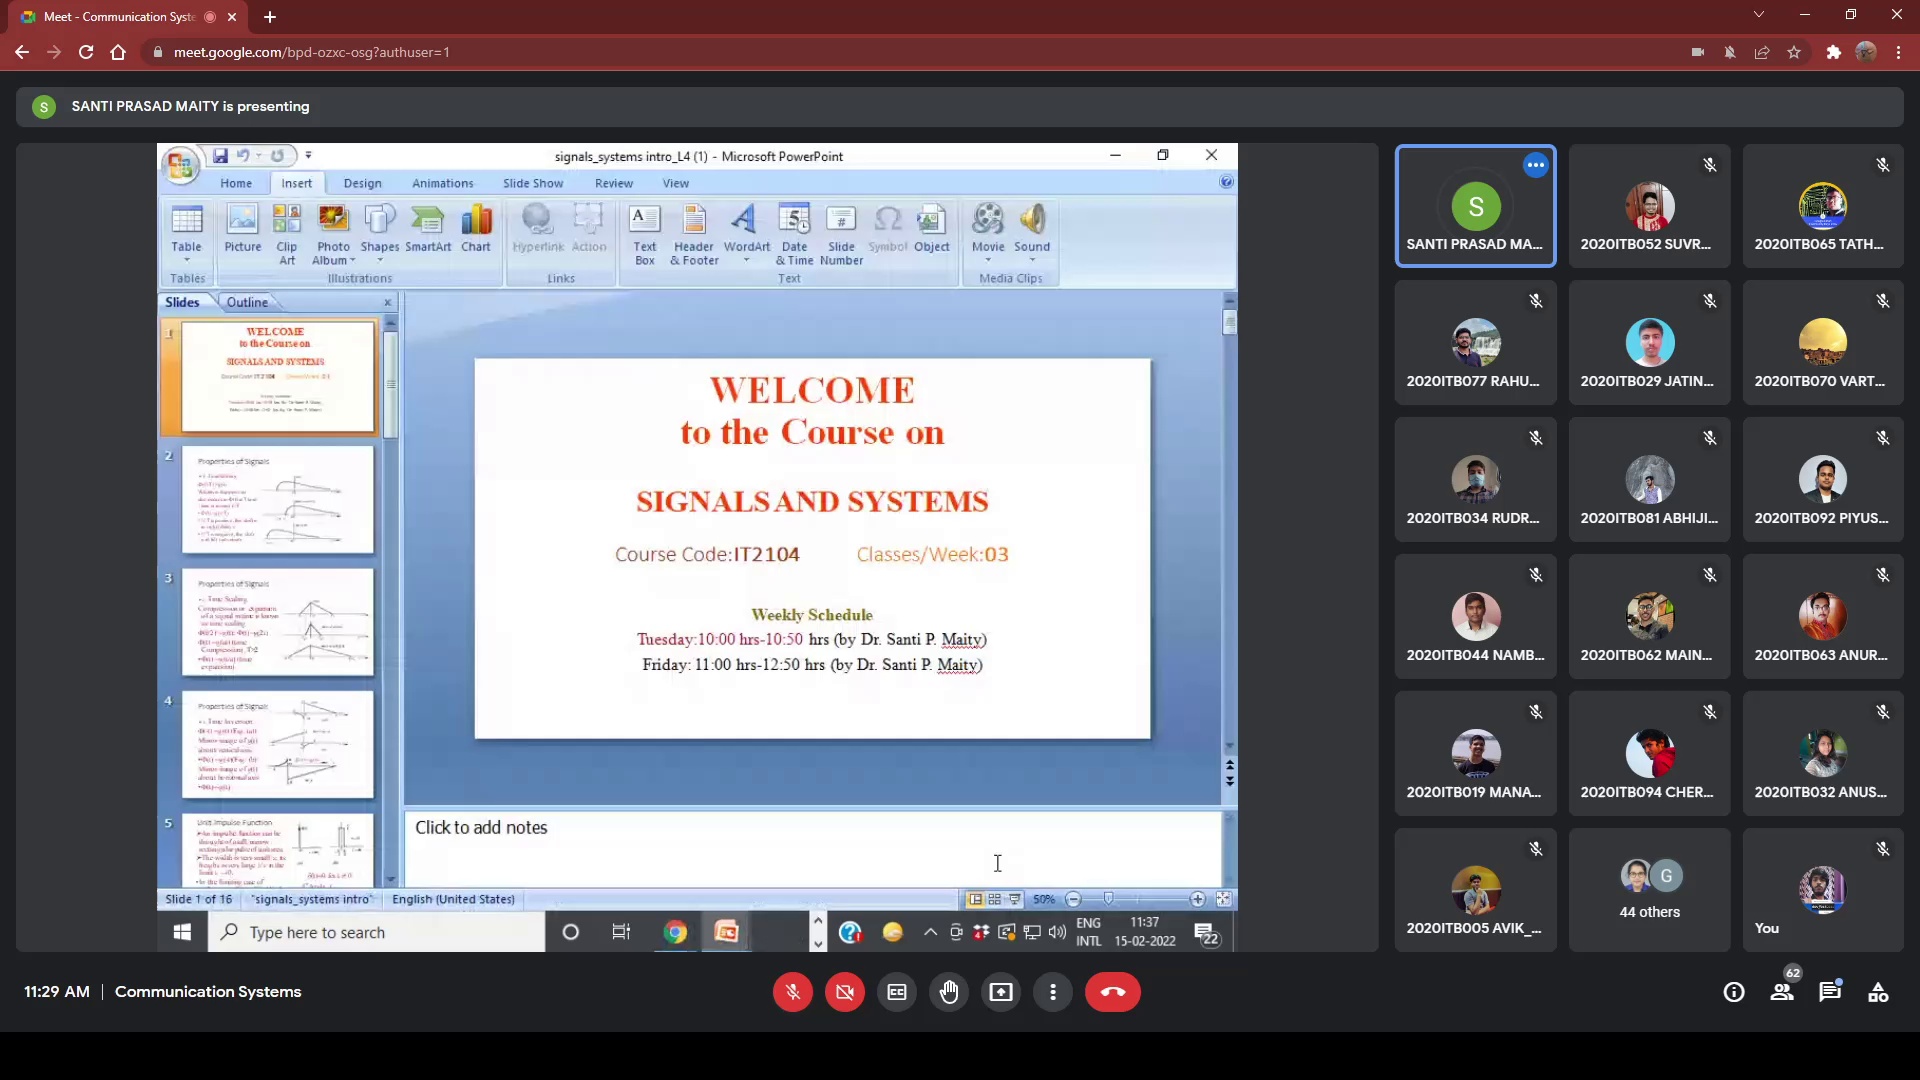 Meet - Communication Syste
meet.google.com/bpd-ozxc-osg?authuser=1
S
SANTI PRASAD MAITY is presenting
signals_systems intro_L4 (1) - Microsoft PowerPoint
Home
Insert
Design
Animations
Slide Show
Review
View
Table
Picture
Clip
Art
Photo
Album
Shapes
SmartArt
Chart
Hyperlink
Action
Text
Box
Header
& Footer
WordArt
Date
& Time
Slide
Number
Symbol
Object
Movie
Sound
Tables
Illustrations
Links
Text
Media Clips
Slides
Outline
1
WELCOME
to the Course on
SIGNALS AND SYSTEMS
2
Properties of Signals
3
Properties of Signals
Time Scaling
4
Properties of Signals
Time Inversion
5
Unit Impulse Function
WELCOME
to the Course on
SIGNALS AND SYSTEMS
Course Code:IT2104 Classes/Week:03
Weekly Schedule
Tuesday:10:00 hrs-10:50 hrs (by Dr. Santi P. Maity)
Friday: 11:00 hrs-12:50 hrs (by Dr. Santi P. Maity)
Click to add notes
Slide 1 of 16
"signals_systems intro"
English (United States)
50%
Type here to search
ENG
INTL
11:37
15-02-2022
22
S
SANTI PRASAD MA...
2020ITB052 SUVR...
2020ITB065 TATH...
2020ITB077 RAHU...
2020ITB029 JATIN...
2020ITB070 VART...
2020ITB034 RUDR...
2020ITB081 ABHIJI...
2020ITB092 PIYUS...
2020ITB044 NAMB...
2020ITB062 MAIN...
2020ITB063 ANUR...
2020ITB019 MANA...
2020ITB094 CHER...
2020ITB032 ANUS...
2020ITB005 AVIK_...
G
44 others
You
11:29 AM | Communication Systems
62